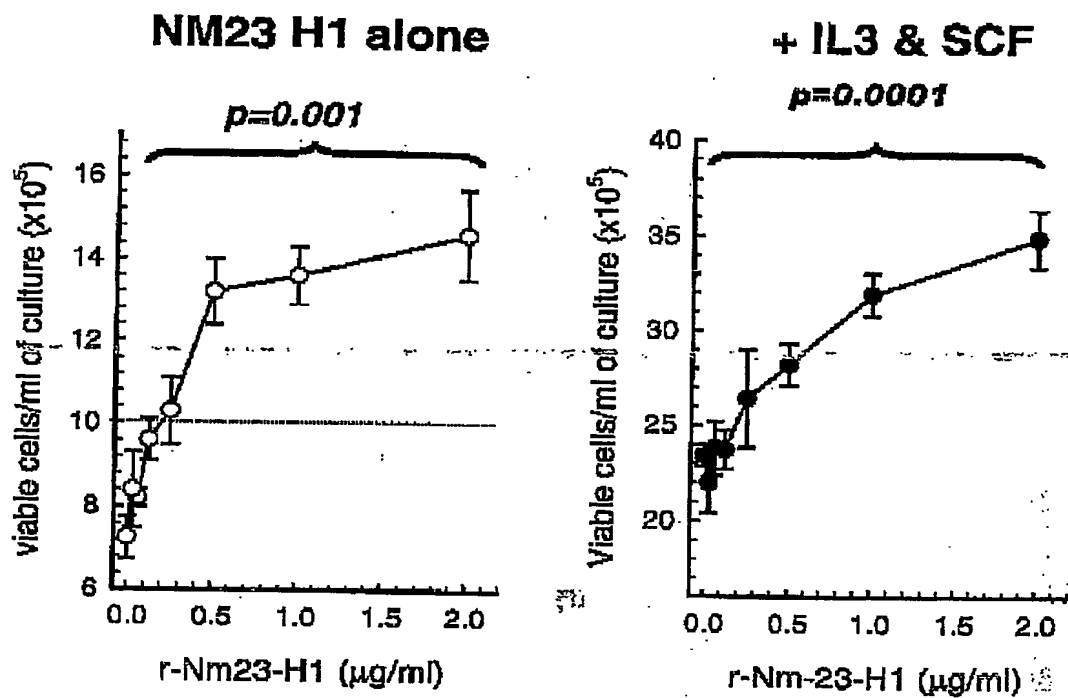 NM23 H1 alone
p=0.001
viable cells/ml of culture (x10⁵)
16
14
12
10
8
6
0.0 0.5 1.0 1.5 2.0
r-Nm23-H1 (µg/ml)
+ IL3 & SCF
p=0.0001
Viable cells/ml of culture (x10⁵)
40
35
30
25
20
0.0 0.5 1.0 1.5 2.0
r-Nm-23-H1 (µg/ml)